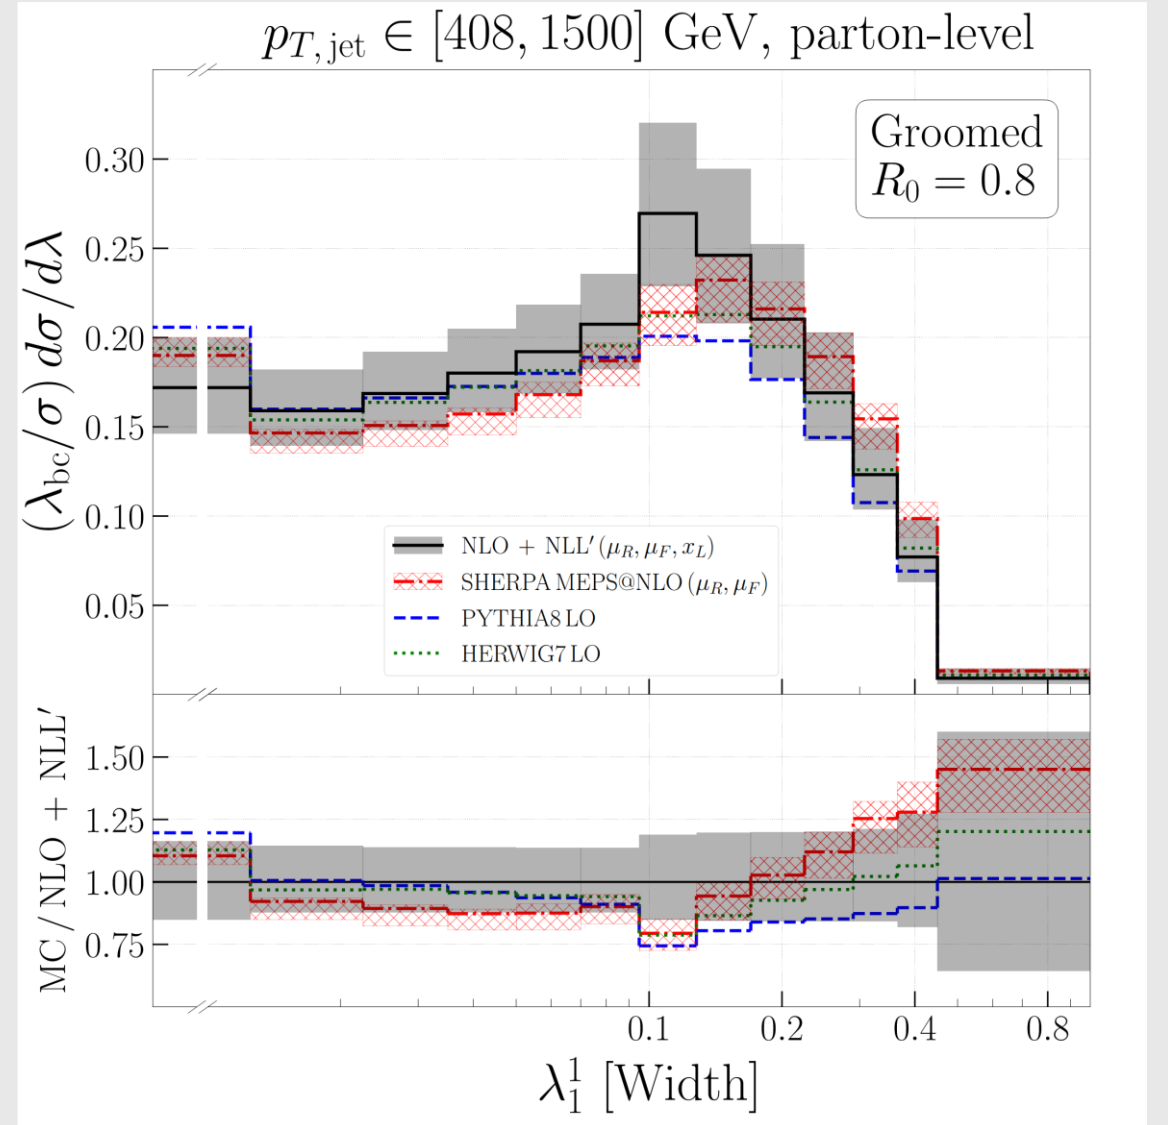 p_{T, jet} ∈ [408, 1500] GeV, parton-level
Groomed
R₀ = 0.8
(λ_bc/σ) dσ/dλ
0.30
0.25
0.20
0.15
0.10
0.05
NLO + NLL′ (μ_R, μ_F, x_L)
SHERPA MEPS@NLO (μ_R, μ_F)
PYTHIA8 LO
HERWIG7 LO
MC / NLO + NLL′
1.50
1.25
1.00
0.75
0.1 0.2 0.4 0.8
λ¹₁ [Width]